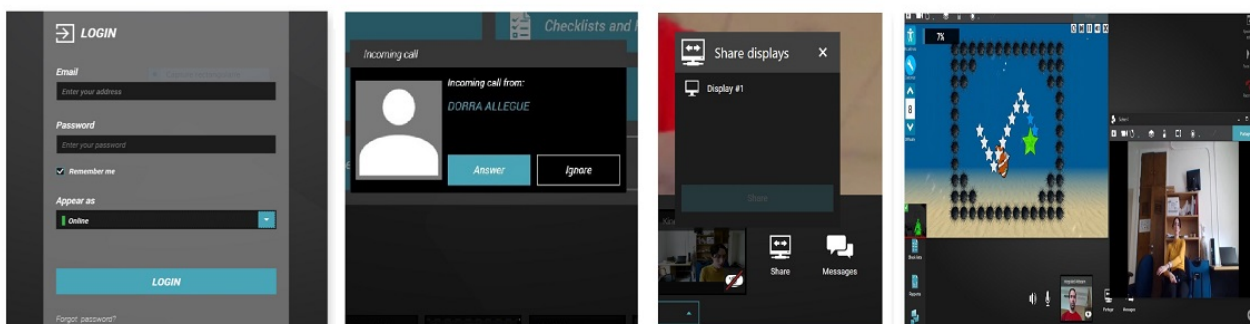 LOGIN
Email
Enter your address
Password
Enter your password
Remember me
Appear as
Online
LOGIN
Forgot password?
Checklists and
Incoming call
Incoming call from:
DORRA ALLEGUE
Answer
Ignore
Share displays
Display #1
Share
Share
Messages
7%
8